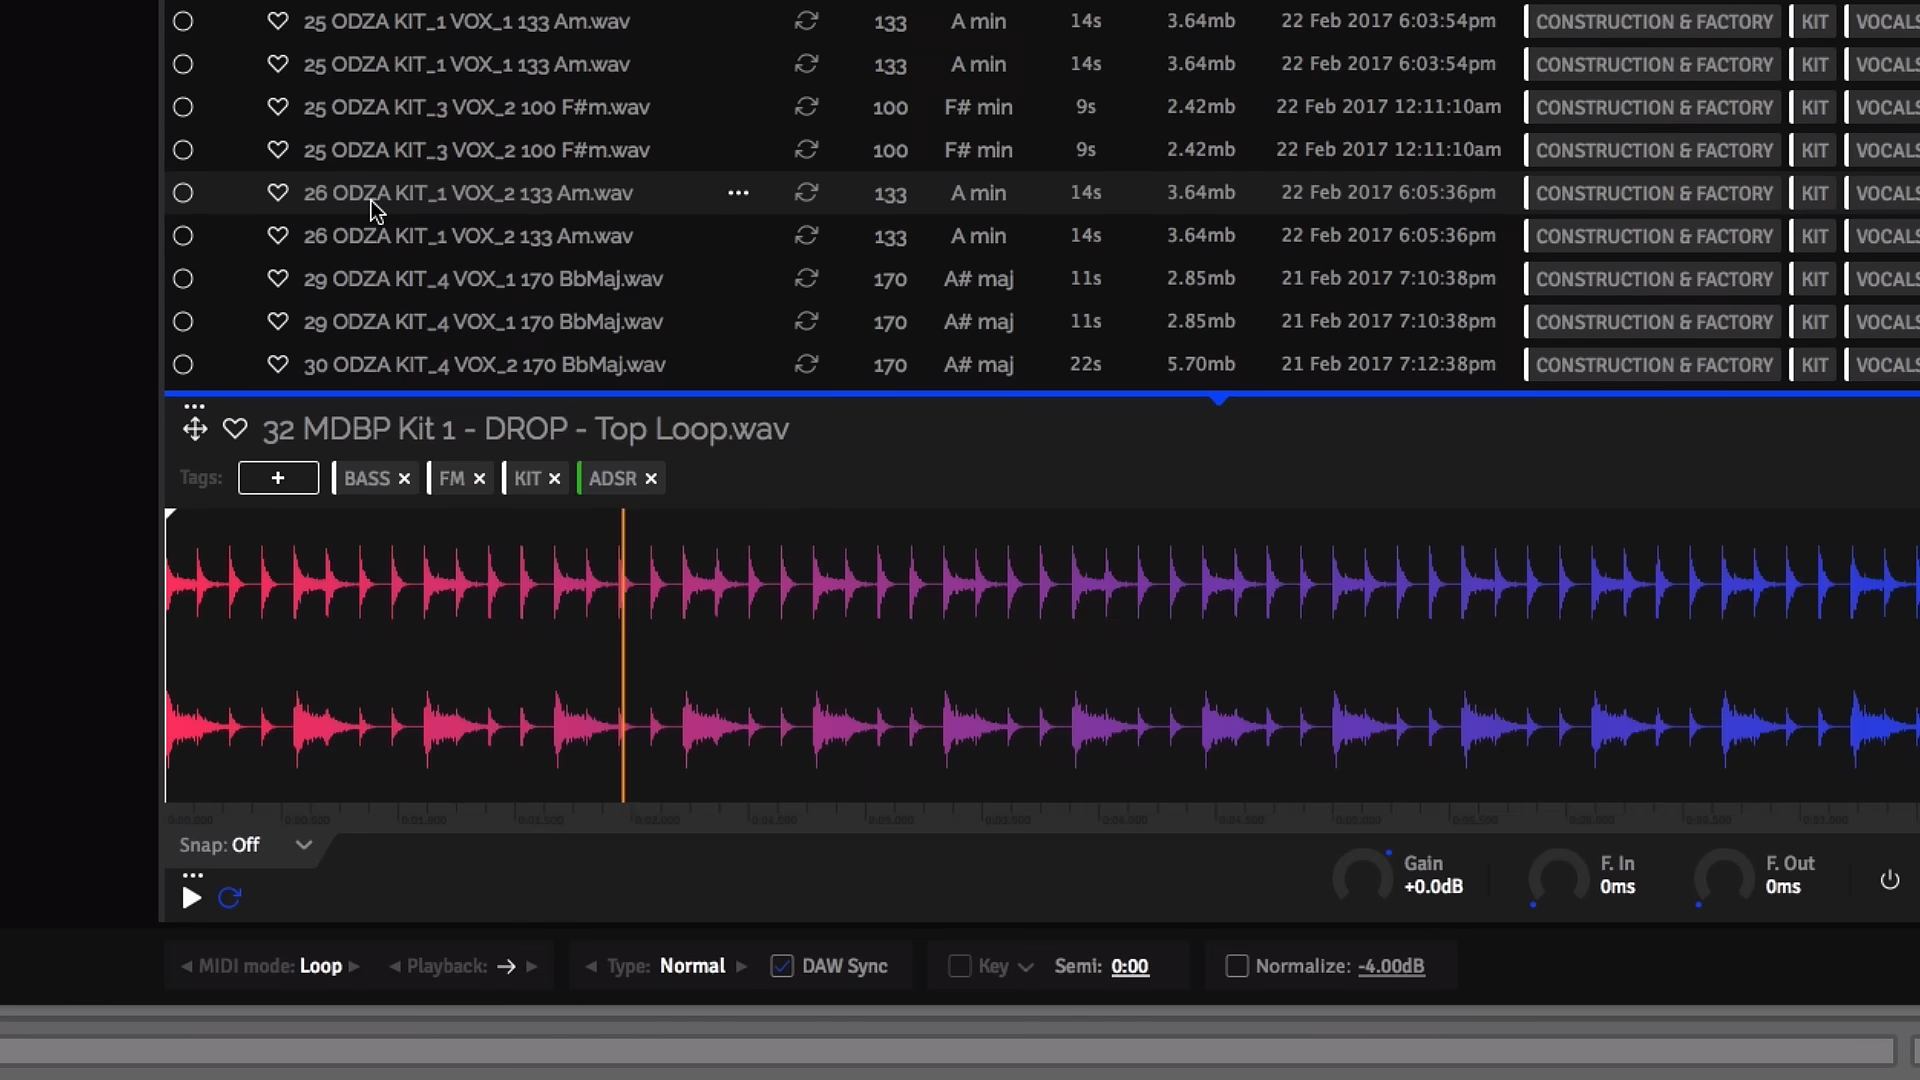 25 ODZA KIT_1 VOX_1 133 Am.wav 133 A min 14s 3.64mb 22 Feb 2017 6:03:54pm CONSTRUCTION & FACTORY KIT VOCALS
25 ODZA KIT_1 VOX_1 133 Am.wav 133 A min 14s 3.64mb 22 Feb 2017 6:03:54pm CONSTRUCTION & FACTORY KIT VOCALS
25 ODZA KIT_3 VOX_2 100 F#m.wav 100 F# min 9s 2.42mb 22 Feb 2017 12:11:10am CONSTRUCTION & FACTORY KIT VOCALS
25 ODZA KIT_3 VOX_2 100 F#m.wav 100 F# min 9s 2.42mb 22 Feb 2017 12:11:10am CONSTRUCTION & FACTORY KIT VOCALS
26 ODZA KIT_1 VOX_2 133 Am.wav ... 133 A min 14s 3.64mb 22 Feb 2017 6:05:36pm CONSTRUCTION & FACTORY KIT VOCALS
26 ODZA KIT_1 VOX_2 133 Am.wav 133 A min 14s 3.64mb 22 Feb 2017 6:05:36pm CONSTRUCTION & FACTORY KIT VOCALS
29 ODZA KIT_4 VOX_1 170 BbMaj.wav 170 A# maj 11s 2.85mb 21 Feb 2017 7:10:38pm CONSTRUCTION & FACTORY KIT VOCALS
29 ODZA KIT_4 VOX_1 170 BbMaj.wav 170 A# maj 11s 2.85mb 21 Feb 2017 7:10:38pm CONSTRUCTION & FACTORY KIT VOCALS
30 ODZA KIT_4 VOX_2 170 BbMaj.wav 170 A# maj 22s 5.70mb 21 Feb 2017 7:12:38pm CONSTRUCTION & FACTORY KIT VOCALS
32 MDBP Kit 1 - DROP - Top Loop.wav
Tags: + BASS × FM × KIT × ADSR ×
Snap: Off
Gain +0.0dB
F. In 0ms
F. Out 0ms
MIDI mode: Loop Playback: → Type: Normal DAW Sync Key Semi: 0:00 Normalize: -4.00dB